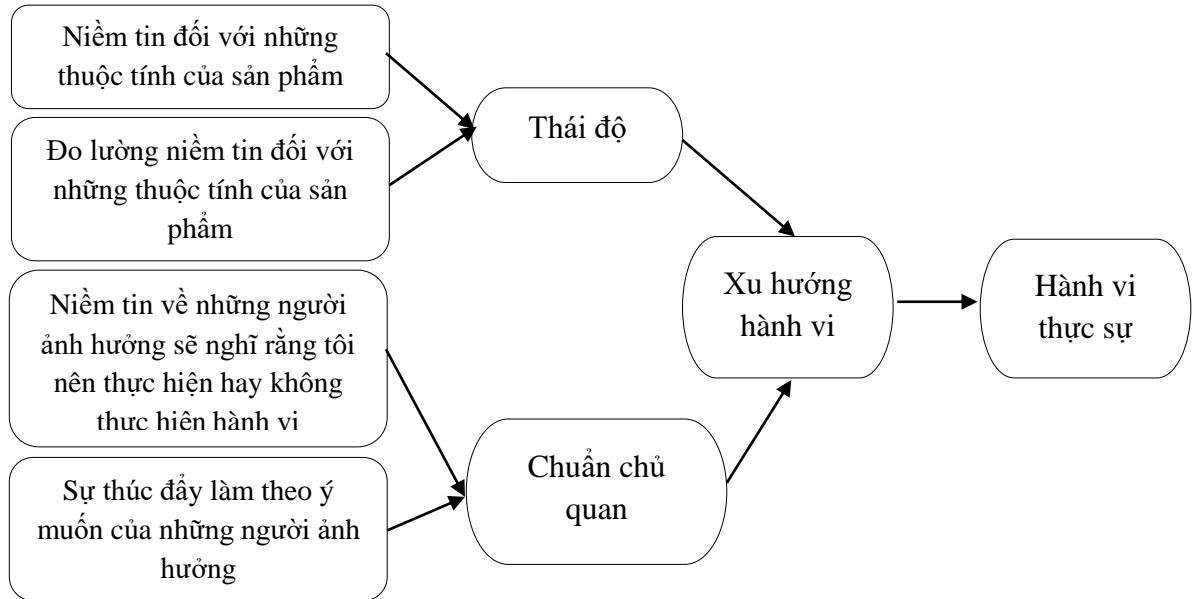 Niềm tin đối với những
thuộc tính của sản phẩm
Đo lường niềm tin đối với
những thuộc tính của sản
phẩm
Niềm tin về những người
ảnh hưởng sẽ nghĩ rằng tôi
nên thực hiện hay không
thực hiện hành vi
Sự thúc đẩy làm theo ý
muốn của những người ảnh
hưởng
Thái độ
Chuẩn chủ
quan
Xu hướng
hành vi
Hành vi
thực sự